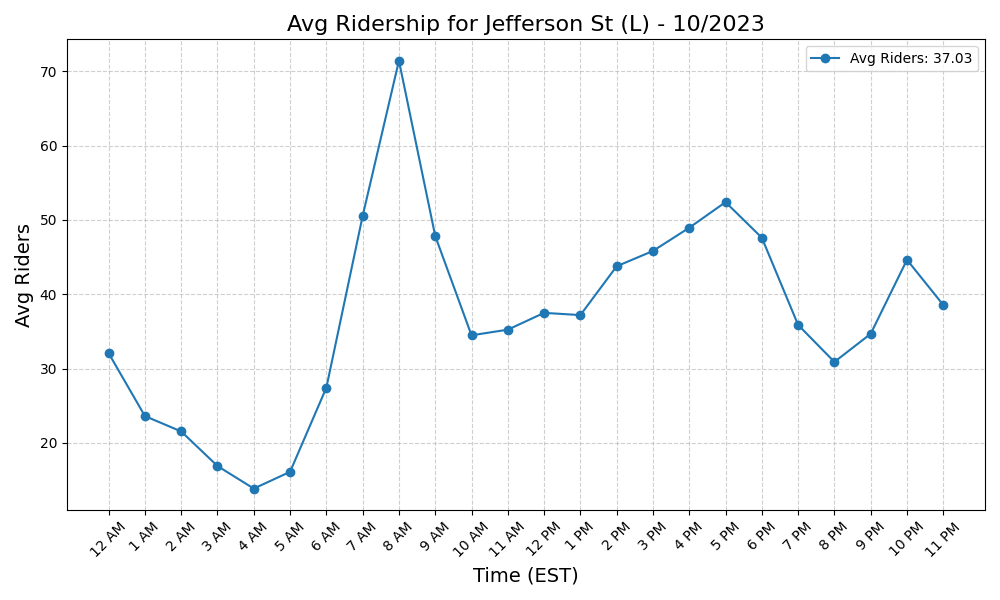 Avg Ridership for Jefferson St (L) - 10/2023
Avg Riders: 37.03
Avg Riders
70
60
50
40
30
20
12 AM
1 AM
2 AM
3 AM
4 AM
5 AM
6 AM
7 AM
8 AM
9 AM
10 AM
11 AM
12 PM
1 PM
2 PM
3 PM
4 PM
5 PM
6 PM
7 PM
8 PM
9 PM
10 PM
11 PM
Time (EST)